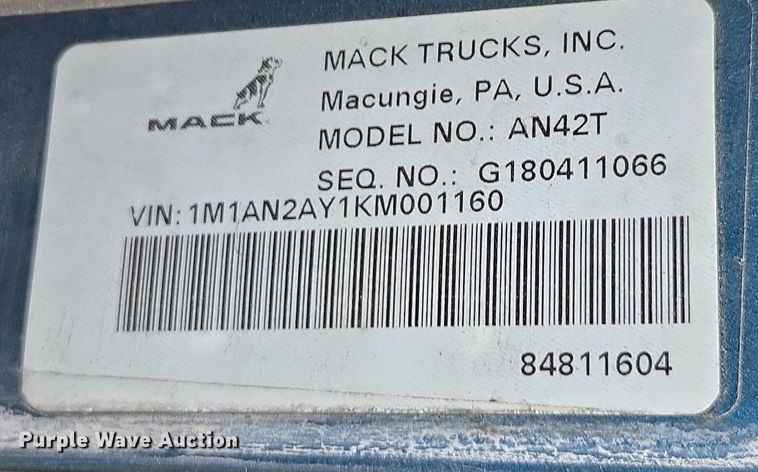 MACK TRUCKS, INC.
MACK
Macungie, PA, U.S.A.
MODEL NO.: AN42T
SEQ. NO.: G180411066
VIN: 1M1AN2AY1KM001160
84811604
Purple Wave Auction